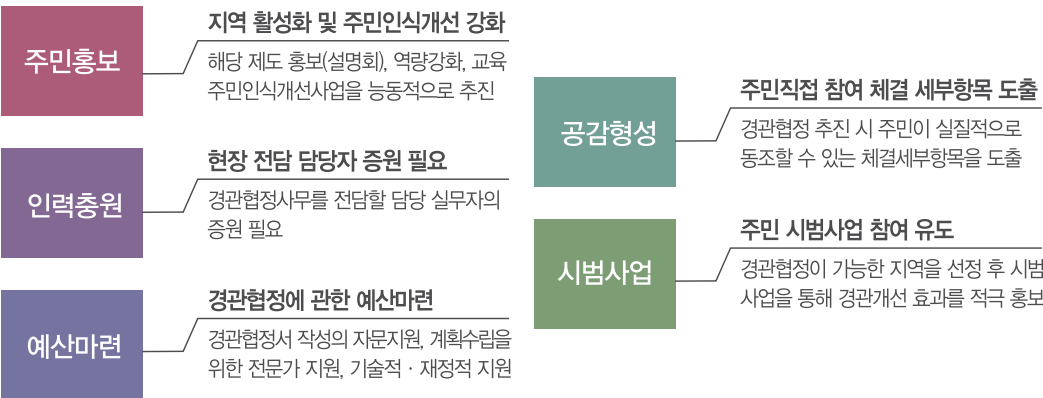 주민홍보
지역 활성화 및 주민인식개선 강화
해당 제도 홍보(설명회), 역량강화, 교육
주민인식개선사업을 능동적으로 추진
인력충원
현장 전담 담당자 증원 필요
경관협정사무를 전담할 담당 실무자의
증원 필요
예산마련
경관협정에 관한 예산마련
경관협정서 작성의 자문지원, 계획수립을
위한 전문가 지원, 기술적 · 재정적 지원
공감형성
주민직접 참여 체결 세부항목 도출
경관협정 추진 시 주민이 실질적으로
동조할 수 있는 체결세부항목을 도출
시범사업
주민 시범사업 참여 유도
경관협정이 가능한 지역을 선정 후 시범
사업을 통해 경관개선 효과를 적극 홍보